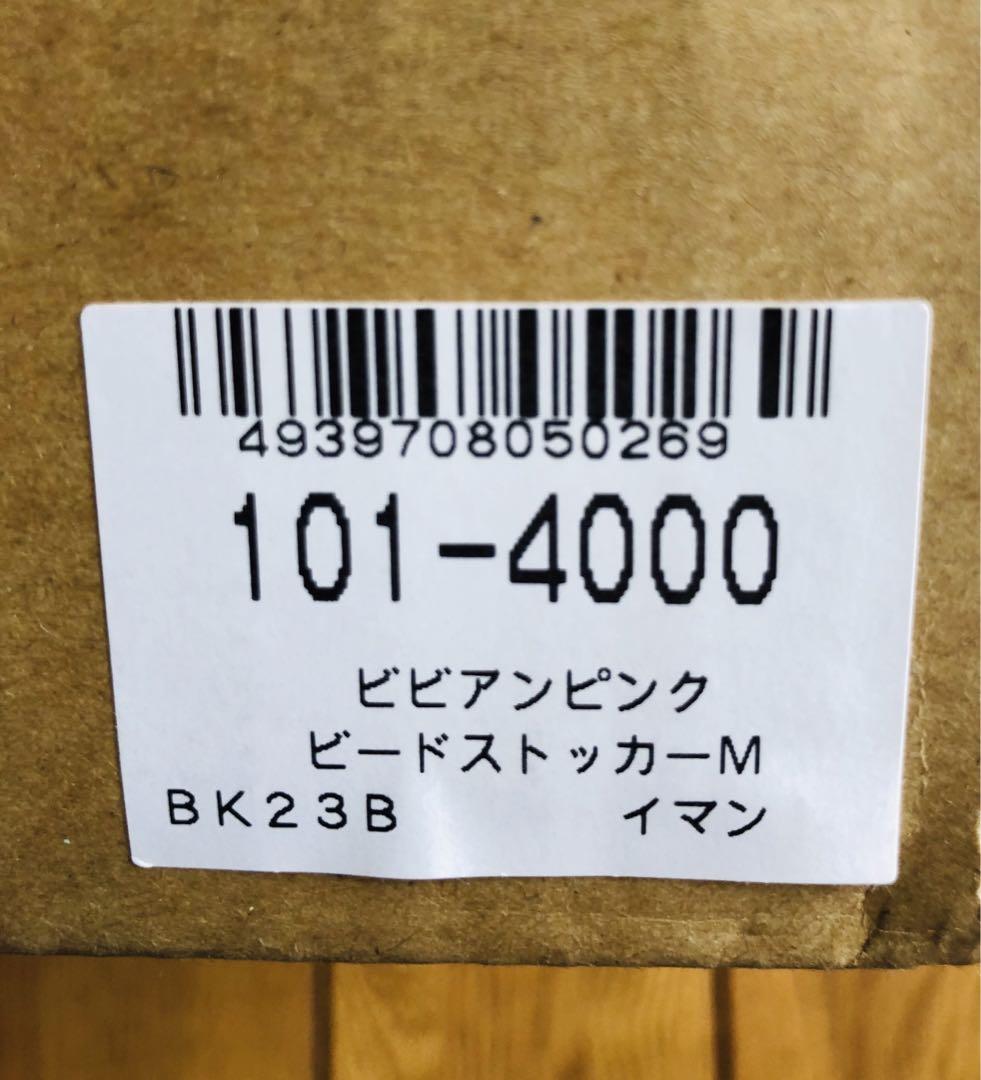 4939708050269
101-4000
ビビアンピンク
ビードストッカーM
BK23B イマン